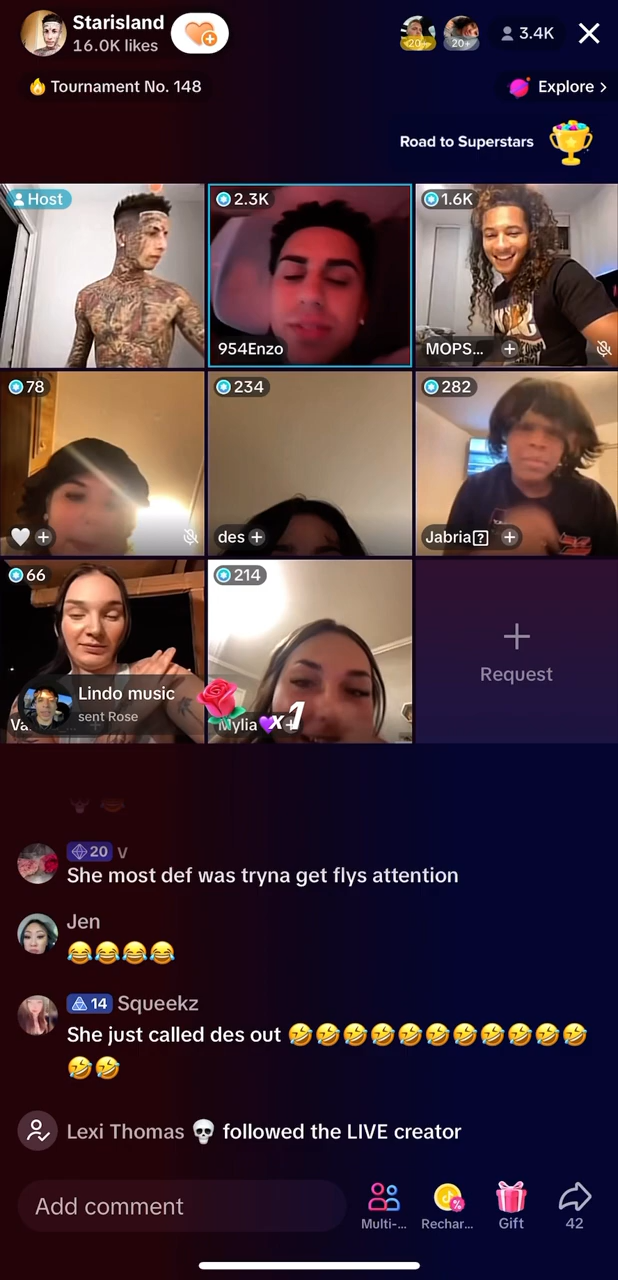 Starisland
16.0K likes
20+
20+
3.4K
Tournament No. 148
Explore >
Road to Superstars
Host
2.3K
954Enzo
1.6K
MOPS...
78
234
des
282
Jabria
66
Lindo music
sent Rose
214
Mylia
x1
Request
20 V
She most def was tryna get flys attention
Jen
😂😂😂😂
14 Squeekz
She just called des out 🤣🤣🤣🤣🤣🤣🤣🤣🤣🤣🤣
🤣🤣
Lexi Thomas 💀 followed the LIVE creator
Add comment
Multi-...
Rechar...
Gift
42